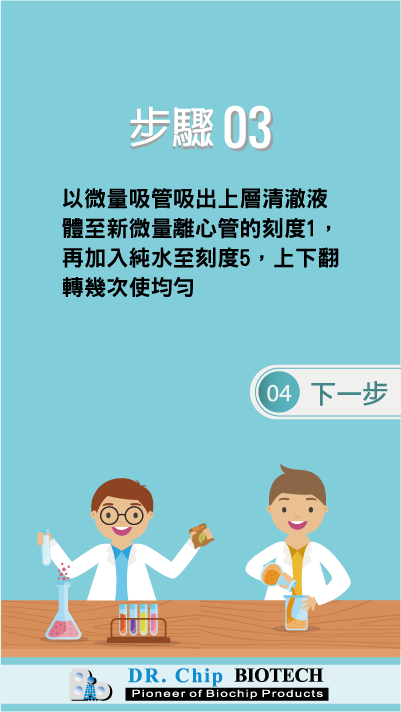 步驟 03
以微量吸管吸出上層清澈液
體至新微量離心管的刻度1，
再加入純水至刻度5，上下翻
轉幾次使均勻
04 下一步
DR. Chip BIOTECH
Pioneer of Biochip Products